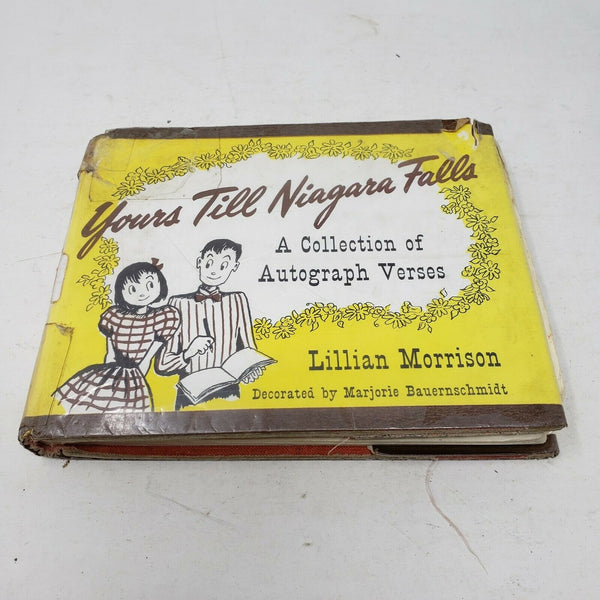 Yours Till Niagara Falls
A Collection of
Autograph Verses
Lillian Morrison
Decorated by Marjorie Bauernschmidt